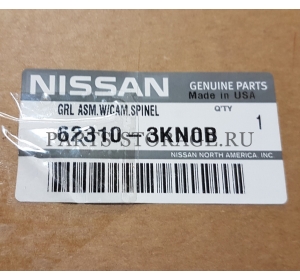 NISSAN
GENUINE PARTS
Made in USA
GRL ASM.W/CAM.SPINEL
Q'TY
1
62310-3KN0B
PARTS-STORAGE.RU
NISSAN NORTH AMERICA, INC.